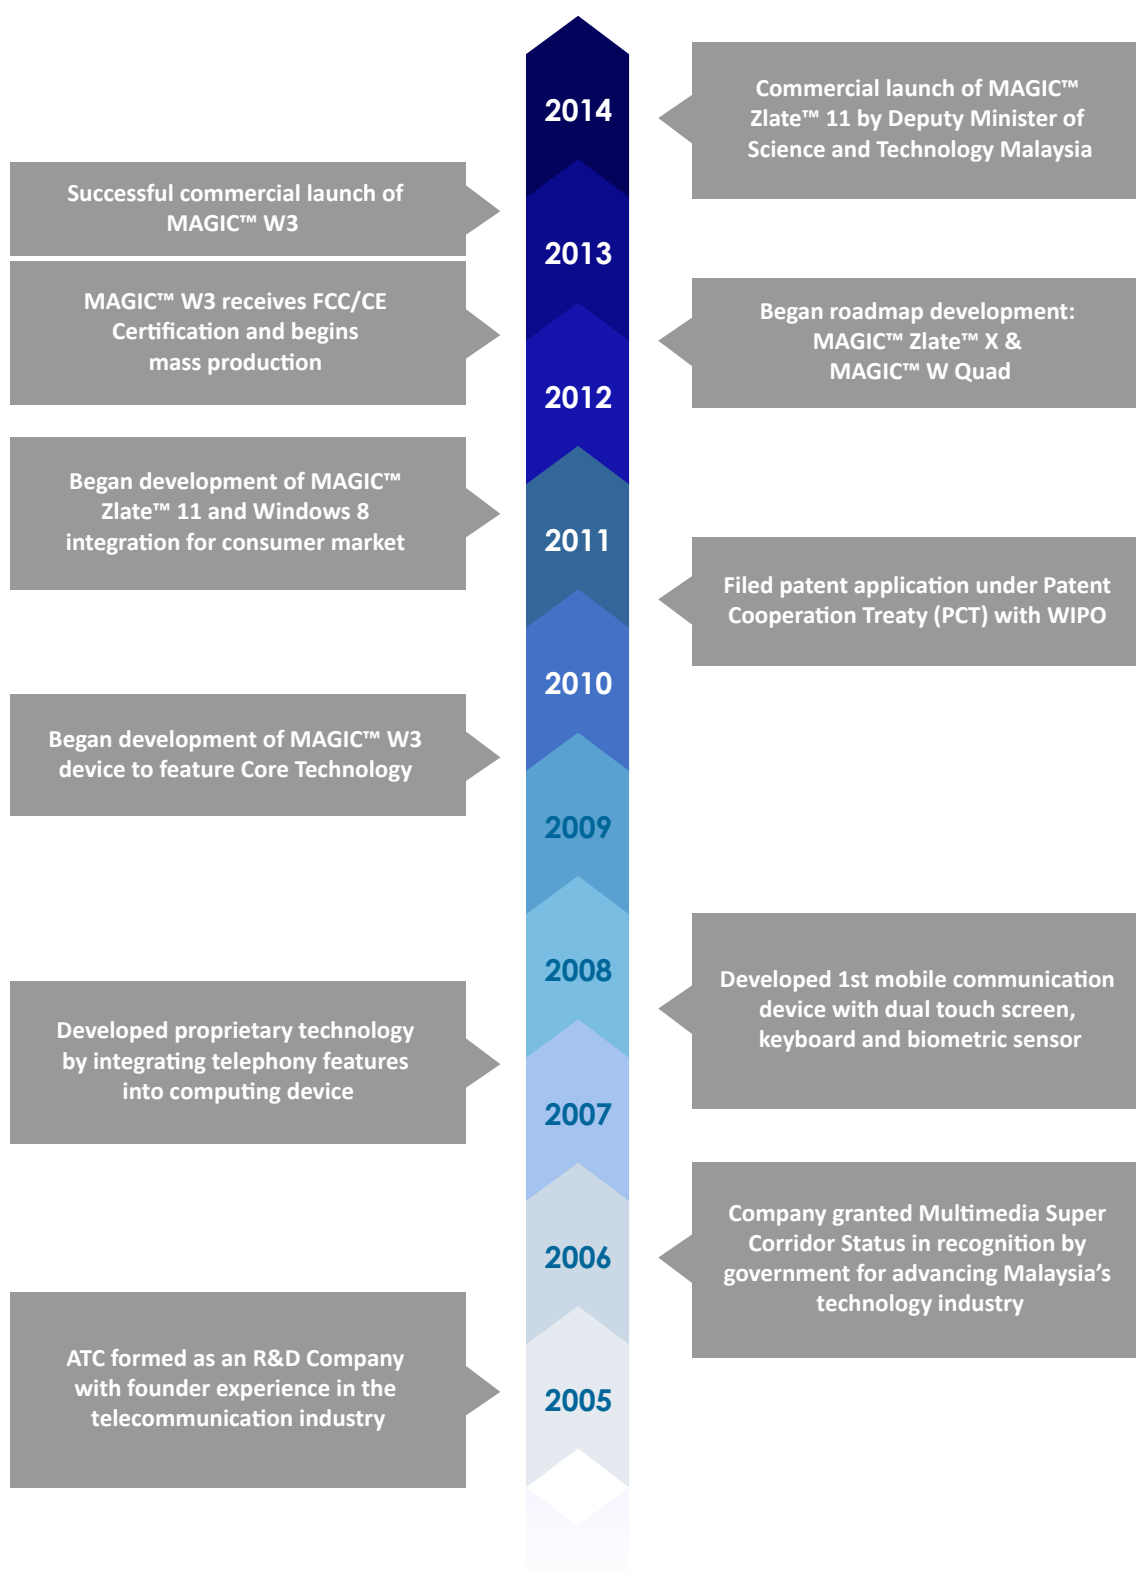 2014
Commercial launch of MAGIC™
Zlate™ 11 by Deputy Minister of
Science and Technology Malaysia
Successful commercial launch of
MAGIC™ W3
2013
MAGIC™ W3 receives FCC/CE
Certification and begins
mass production
Began roadmap development:
MAGIC™ Zlate™ X &
MAGIC™ W Quad
2012
Began development of MAGIC™
Zlate™ 11 and Windows 8
integration for consumer market
2011
Filed patent application under Patent
Cooperation Treaty (PCT) with WIPO
2010
Began development of MAGIC™ W3
device to feature Core Technology
2009
2008
Developed 1st mobile communication
device with dual touch screen,
keyboard and biometric sensor
Developed proprietary technology
by integrating telephony features
into computing device
2007
Company granted Multimedia Super
Corridor Status in recognition by
government for advancing Malaysia’s
technology industry
2006
ATC formed as an R&D Company
with founder experience in the
telecommunication industry
2005